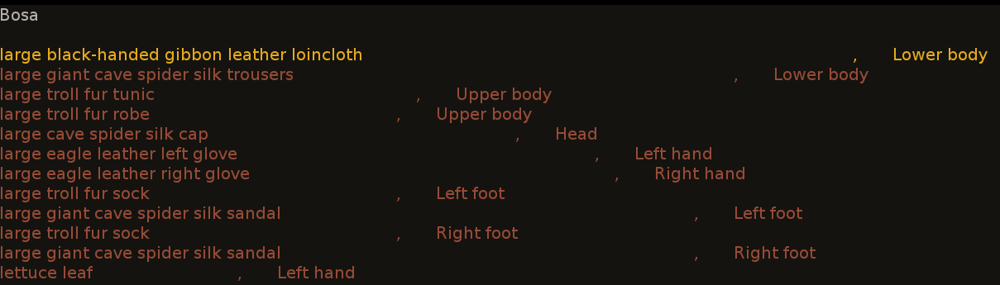 Bosa
large black-handed gibbon leather loincloth, Lower body
large giant cave spider silk trousers, Lower body
large troll fur tunic, Upper body
large troll fur robe, Upper body
large cave spider silk cap, Head
large eagle leather left glove, Left hand
large eagle leather right glove, Right hand
large troll fur sock, Left foot
large giant cave spider silk sandal, Left foot
large troll fur sock, Right foot
large giant cave spider silk sandal, Right foot
lettuce leaf, Left hand